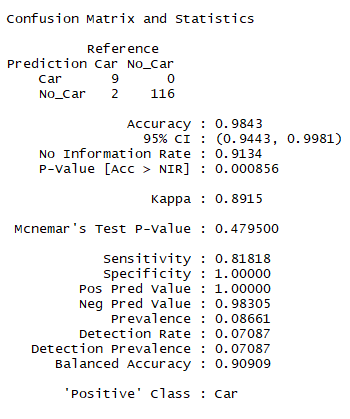 Confusion Matrix and Statistics
Reference
Prediction Car No_Car
Car 9 0
No_Car 2 116
Accuracy : 0.9843
95% CI : (0.9443, 0.9981)
No Information Rate : 0.9134
P-Value [Acc > NIR] : 0.000856
Kappa : 0.8915
Mcnemar's Test P-Value : 0.479500
Sensitivity : 0.81818
Specificity : 1.00000
Pos Pred Value : 1.00000
Neg Pred Value : 0.98305
Prevalence : 0.08661
Detection Rate : 0.07087
Detection Prevalence : 0.07087
Balanced Accuracy : 0.90909
'Positive' Class : Car